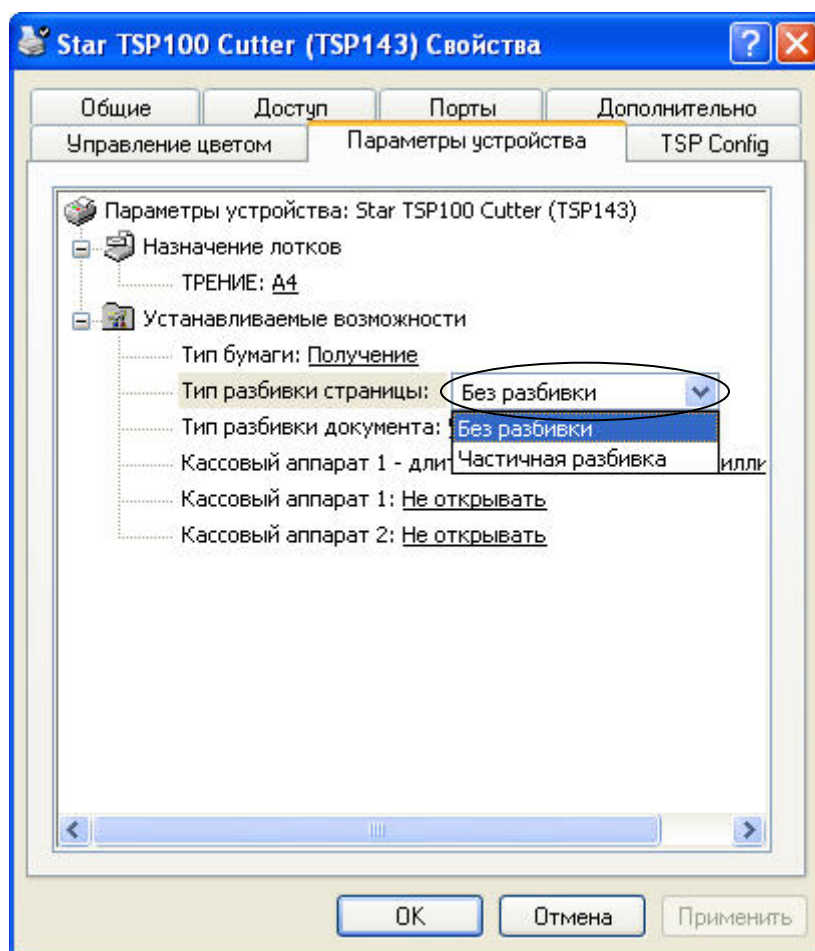 Star TSP100 Cutter (TSP143) Свойства
Общие Доступ Порты Дополнительно
Управление цветом Параметры устройства TSP Config
Параметры устройства: Star TSP100 Cutter (TSP143)
Назначение лотков
ТРЕНИЕ: A4
Устанавливаемые возможности
Тип бумаги: Получение
Тип разбивки страницы: Без разбивки
Тип разбивки документа:
Без разбивки
Кассовый аппарат 1 -
Частичная разбивка
Кассовый аппарат 1: Не открывать
Кассовый аппарат 2: Не открывать
OK Отмена Применить